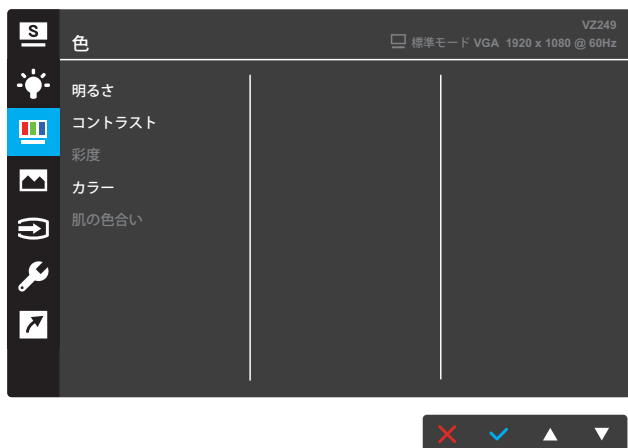 S
VZ249
色
標準モード VGA 1920 x 1080 @ 60Hz
明るさ
コントラスト
彩度
カラー
肌の色合い